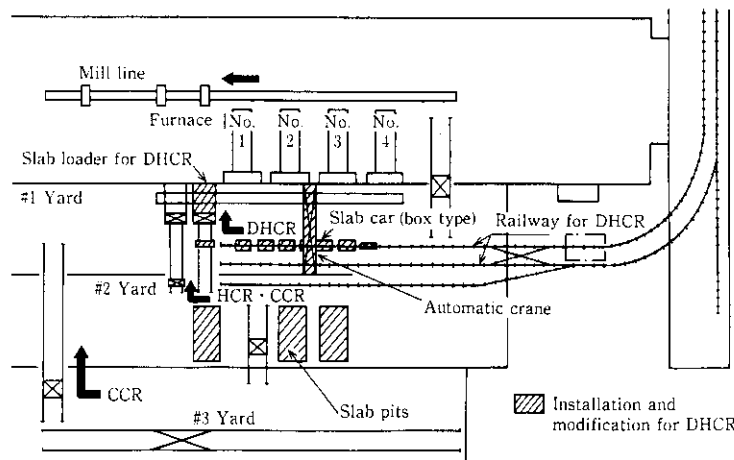 Mill line
Furnace
No. 1
No. 2
No. 3
No. 4
Slab loader for DHCR
#1 Yard
DHCR
Slab car (box type)
Railway for DHCR
#2 Yard
HCR · CCR
Automatic crane
CCR
Slab pits
#3 Yard
Installation and
modification for DHCR